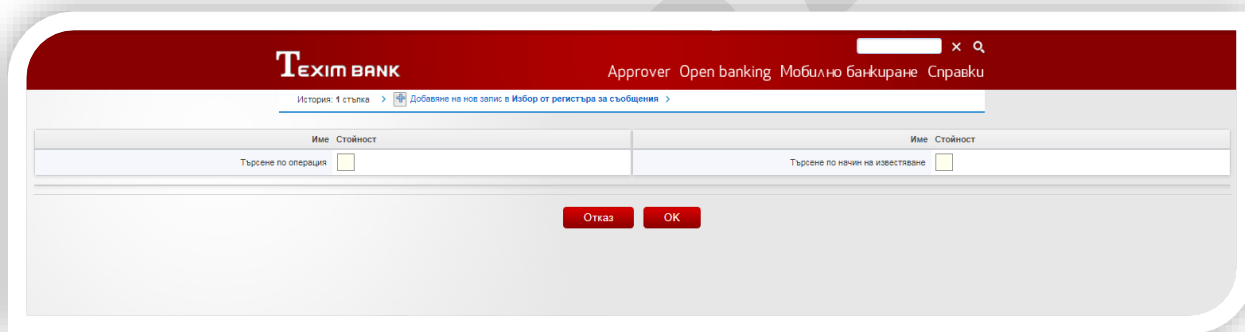 TEXIM BANK
Approver Open banking Мобилно банкиране Справки
История: 1 стъпка > Добавяне на нов запис в Избор от регистъра за съобщения >
Име Стойност Име Стойност
Търсене по операция Търсене по начин на известяване
Отказ OK